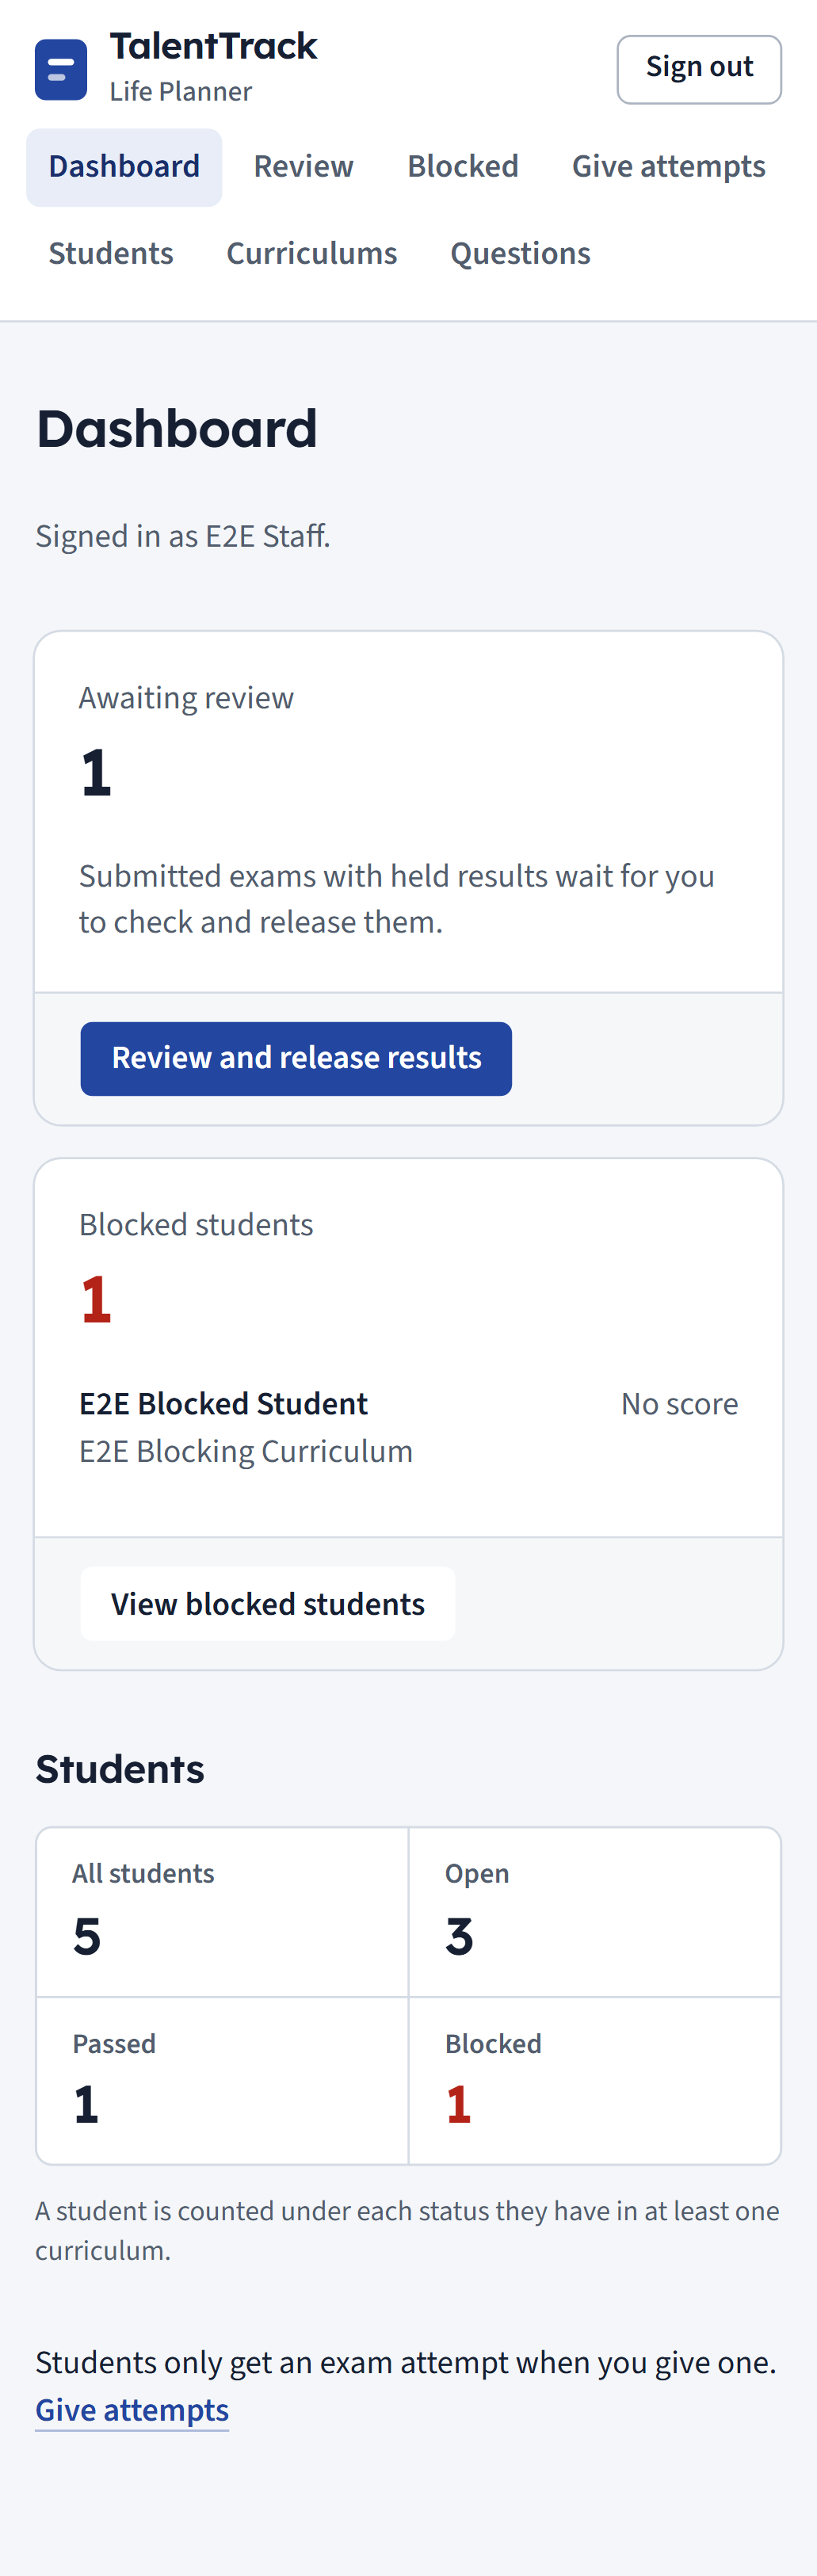 TalentTrack
Life Planner
Sign out
Dashboard Review Blocked Give attempts
Students Curriculums Questions
Dashboard
Signed in as E2E Staff.
Awaiting review
1
Submitted exams with held results wait for you
to check and release them.
Review and release results
Blocked students
1
E2E Blocked Student No score
E2E Blocking Curriculum
View blocked students
Students
All students Open
5 3
Passed Blocked
1 1
A student is counted under each status they have in at least one
curriculum.
Students only get an exam attempt when you give one.
Give attempts